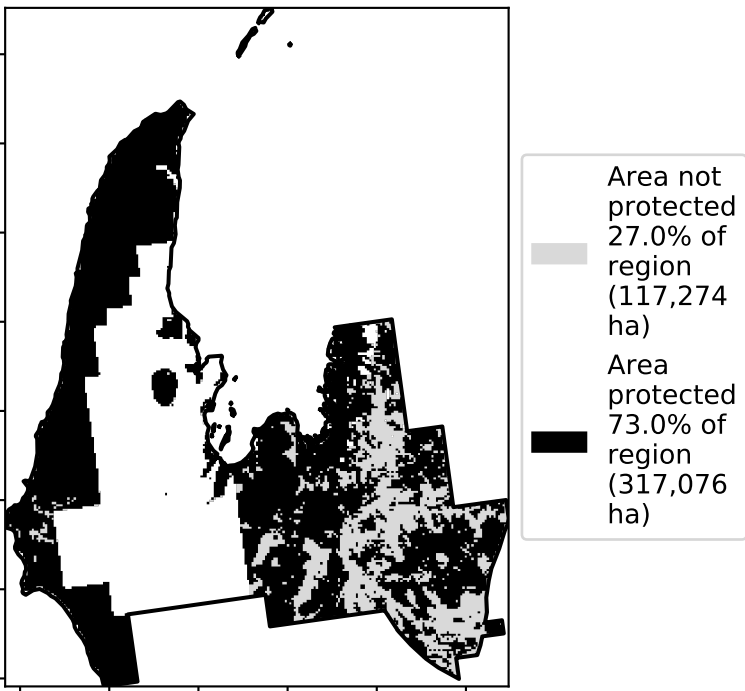 Area not
protected
27.0% of
region
(117,274
ha)
Area
protected
73.0% of
region
(317,076
ha)